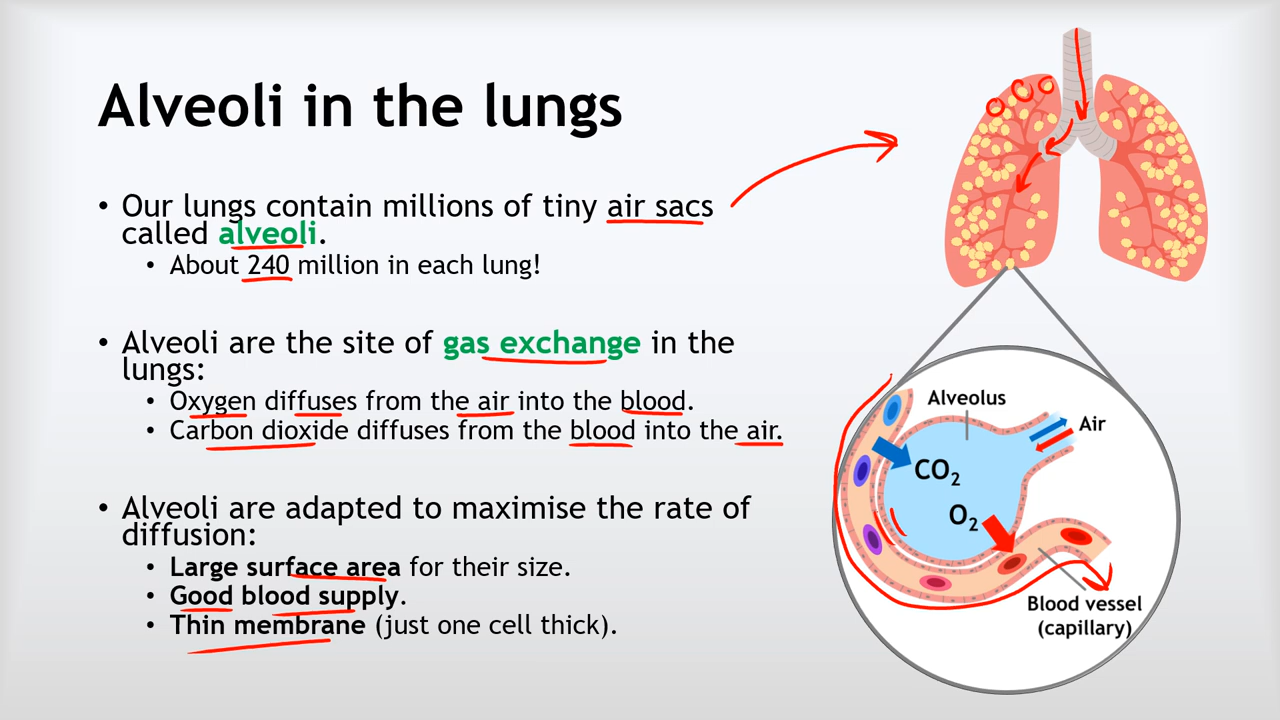 Alveoli in the lungs
• Our lungs contain millions of tiny air sacs
called alveoli.
• About 240 million in each lung!
• Alveoli are the site of gas exchange in the
lungs:
• Oxygen diffuses from the air into the blood.
• Carbon dioxide diffuses from the blood into the air.
• Alveoli are adapted to maximise the rate of
diffusion:
• Large surface area for their size.
• Good blood supply.
• Thin membrane (just one cell thick).
Alveolus
Air
CO₂
O₂
Blood vessel
(capillary)